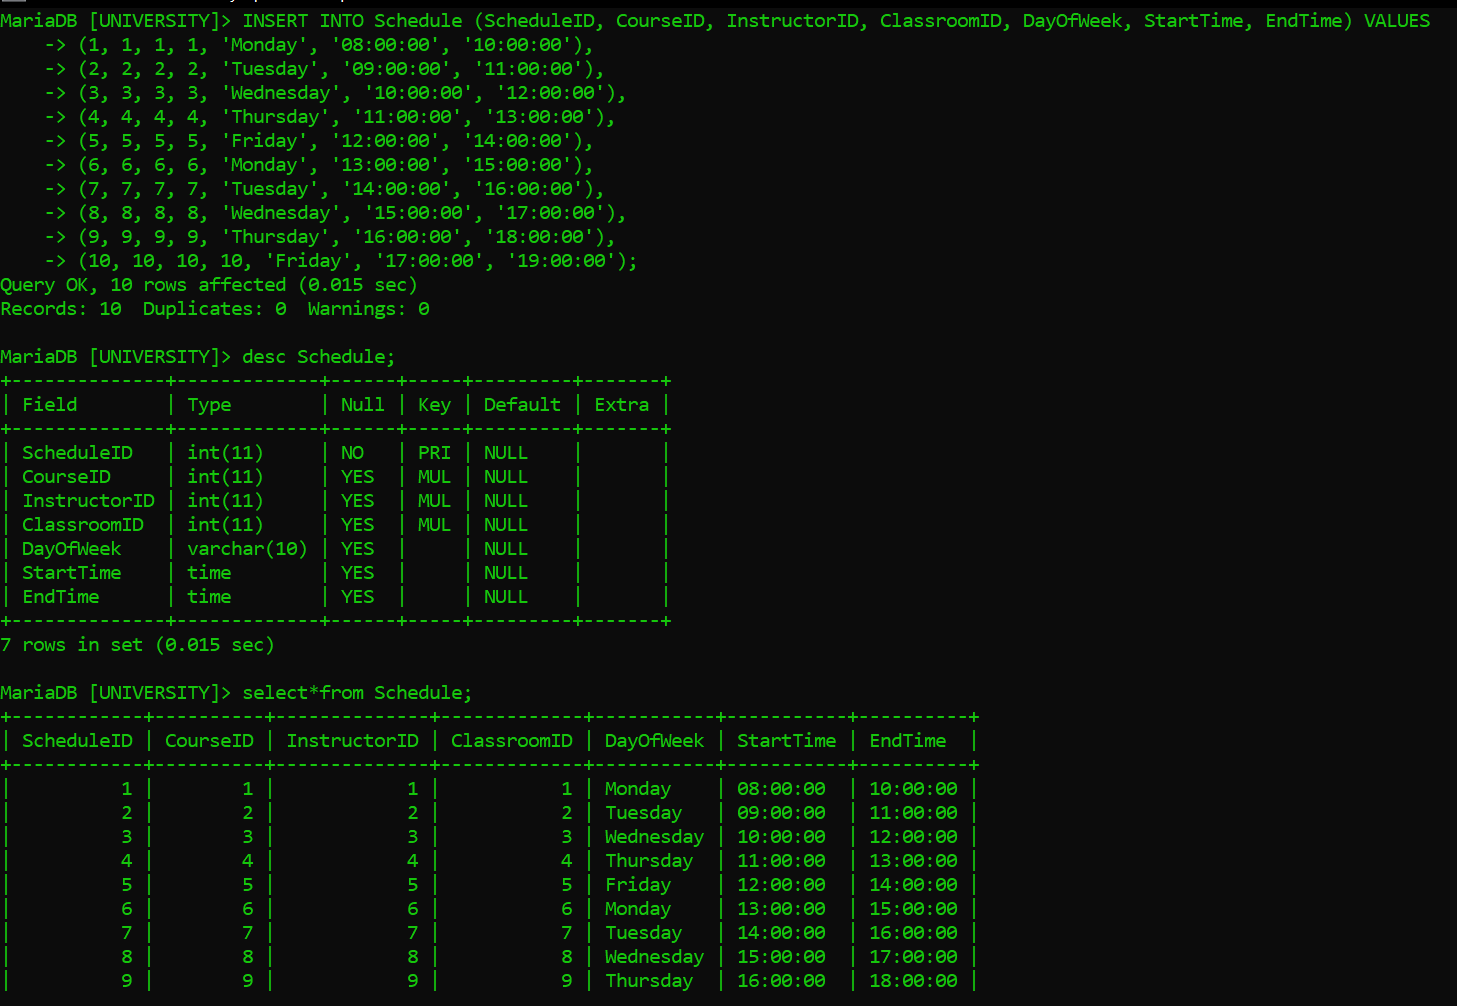 MariaDB [UNIVERSITY]> INSERT INTO Schedule (ScheduleID, CourseID, InstructorID, ClassroomID, DayOfWeek, StartTime, EndTime) VALUES
    -> (1, 1, 1, 1, 'Monday', '08:00:00', '10:00:00'),
    -> (2, 2, 2, 2, 'Tuesday', '09:00:00', '11:00:00'),
    -> (3, 3, 3, 3, 'Wednesday', '10:00:00', '12:00:00'),
    -> (4, 4, 4, 4, 'Thursday', '11:00:00', '13:00:00'),
    -> (5, 5, 5, 5, 'Friday', '12:00:00', '14:00:00'),
    -> (6, 6, 6, 6, 'Monday', '13:00:00', '15:00:00'),
    -> (7, 7, 7, 7, 'Tuesday', '14:00:00', '16:00:00'),
    -> (8, 8, 8, 8, 'Wednesday', '15:00:00', '17:00:00'),
    -> (9, 9, 9, 9, 'Thursday', '16:00:00', '18:00:00'),
    -> (10, 10, 10, 10, 'Friday', '17:00:00', '19:00:00');
Query OK, 10 rows affected (0.015 sec)
Records: 10  Duplicates: 0  Warnings: 0

MariaDB [UNIVERSITY]> desc Schedule;
+--------------+-------------+------+-----+---------+-------+
| Field        | Type        | Null | Key | Default | Extra |
+--------------+-------------+------+-----+---------+-------+
| ScheduleID   | int(11)     | NO   | PRI | NULL    |       |
| CourseID     | int(11)     | YES  | MUL | NULL    |       |
| InstructorID | int(11)     | YES  | MUL | NULL    |       |
| ClassroomID  | int(11)     | YES  | MUL | NULL    |       |
| DayOfWeek    | varchar(10) | YES  |     | NULL    |       |
| StartTime    | time        | YES  |     | NULL    |       |
| EndTime      | time        | YES  |     | NULL    |       |
+--------------+-------------+------+-----+---------+-------+
7 rows in set (0.015 sec)

MariaDB [UNIVERSITY]> select*from Schedule;
+------------+----------+--------------+-------------+-----------+-----------+----------+
| ScheduleID | CourseID | InstructorID | ClassroomID | DayOfWeek | StartTime | EndTime  |
+------------+----------+--------------+-------------+-----------+-----------+----------+
|          1 |        1 |            1 |           1 | Monday    | 08:00:00  | 10:00:00 |
|          2 |        2 |            2 |           2 | Tuesday   | 09:00:00  | 11:00:00 |
|          3 |        3 |            3 |           3 | Wednesday | 10:00:00  | 12:00:00 |
|          4 |        4 |            4 |           4 | Thursday  | 11:00:00  | 13:00:00 |
|          5 |        5 |            5 |           5 | Friday    | 12:00:00  | 14:00:00 |
|          6 |        6 |            6 |           6 | Monday    | 13:00:00  | 15:00:00 |
|          7 |        7 |            7 |           7 | Tuesday   | 14:00:00  | 16:00:00 |
|          8 |        8 |            8 |           8 | Wednesday | 15:00:00  | 17:00:00 |
|          9 |        9 |            9 |           9 | Thursday  | 16:00:00  | 18:00:00 |